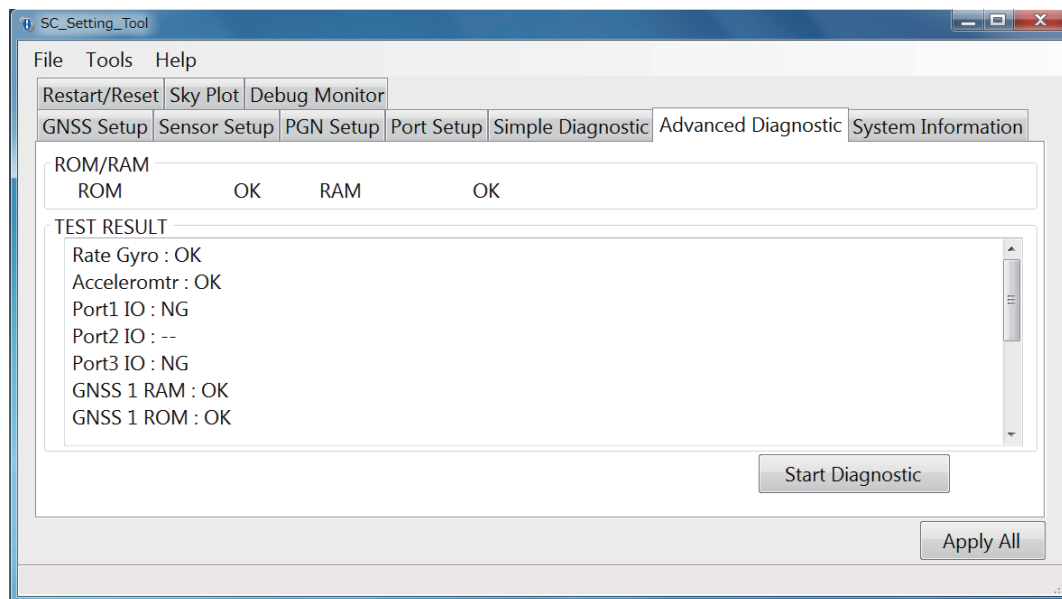 SC_Setting_Tool
File Tools Help
Restart/Reset Sky Plot Debug Monitor
GNSS Setup Sensor Setup PGN Setup Port Setup Simple Diagnostic Advanced Diagnostic System Information
ROM/RAM
ROM OK RAM OK
TEST RESULT
Rate Gyro : OK
Acceleromtr : OK
Port1 IO : NG
Port2 IO : --
Port3 IO : NG
GNSS 1 RAM : OK
GNSS 1 ROM : OK
Start Diagnostic
Apply All